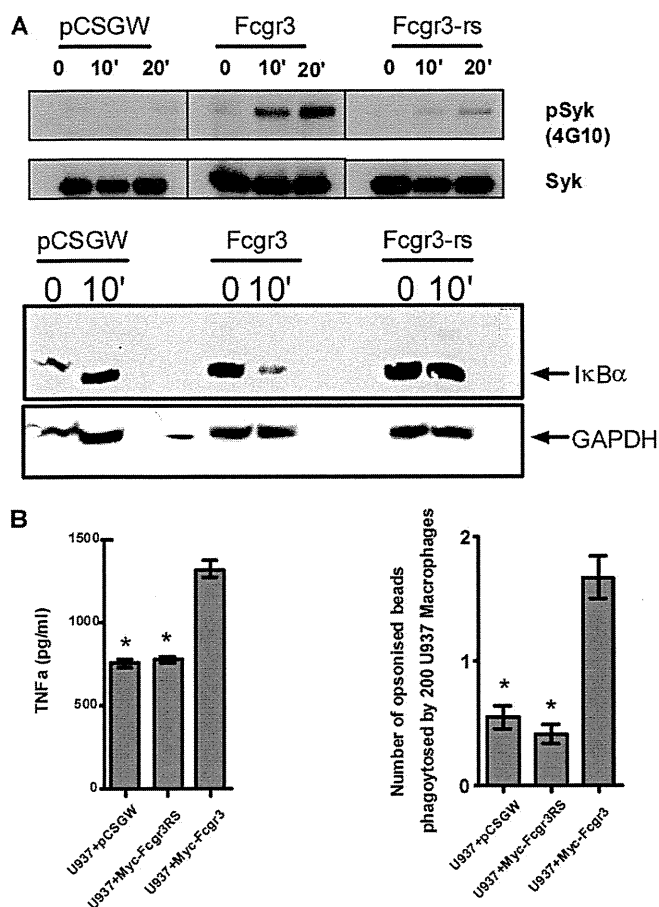 A
pCSGW Fcgr3 Fcgr3-rs
0 10' 20' 0 10' 20' 0 10' 20'
pSyk
(4G10)
Syk
pCSGW Fcgr3 Fcgr3-rs
0 10' 0 10' 0 10'
IκBα
GAPDH
B
TNFa (pg/ml)
1500
1000
500
0
* *
U937+pCSGW
U937+Myc-Fcgr3RS
U937+Myc-Fcgr3
Number of opsonised beads
phagoytosed by 200 U937 Macrophages
2
1
0
* *
U937+pCSGW
U937+Myc-Fcgr3RS
U937+Myc-Fcgr3